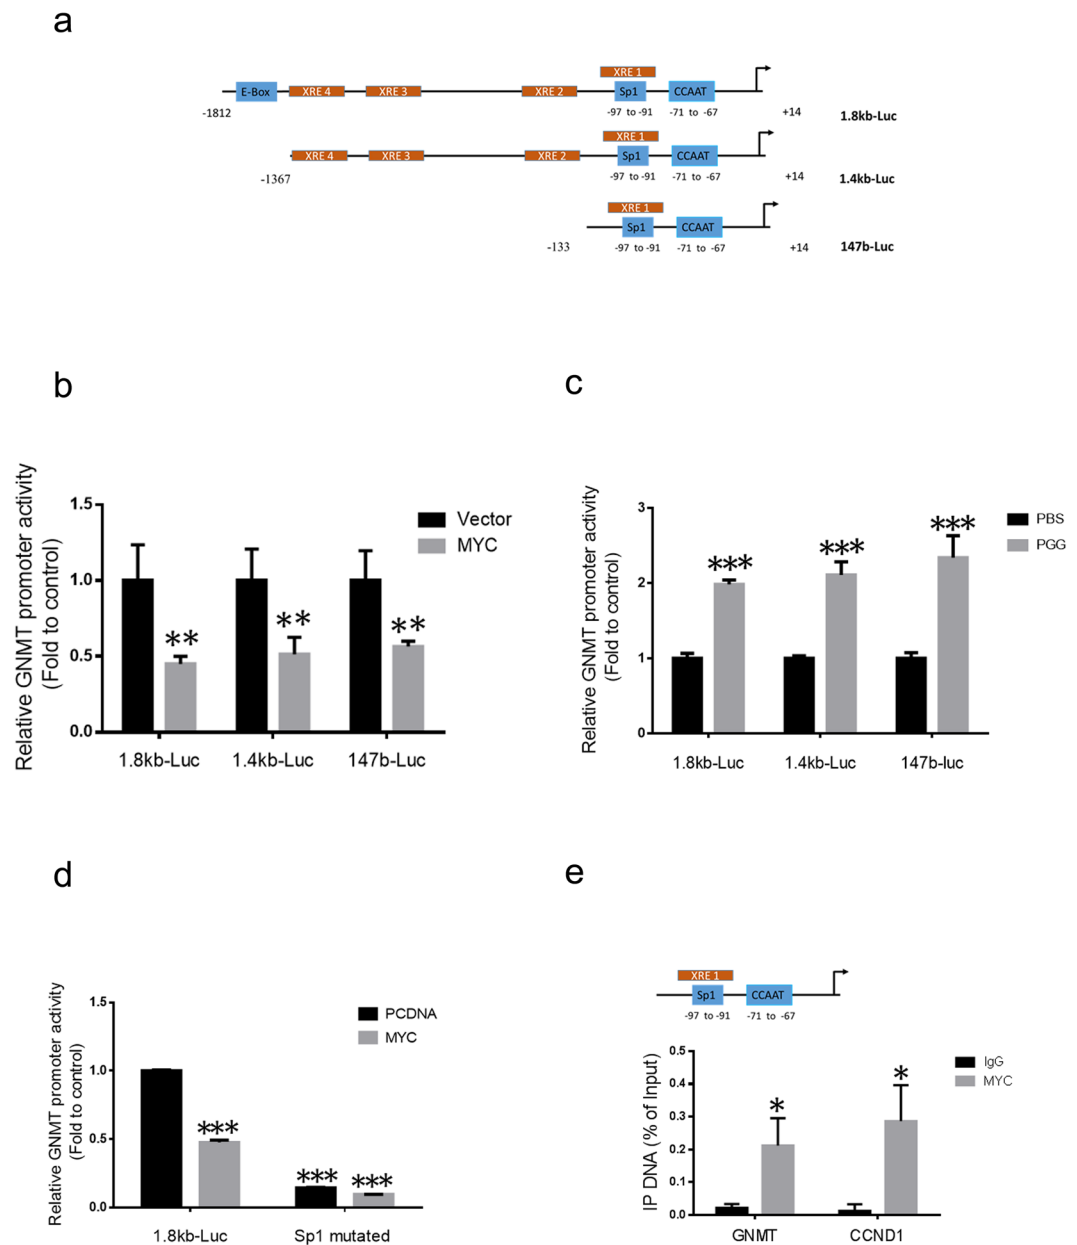 a
XRE 1
E-Box XRE 4 XRE 3 XRE 2 Sp1 CCAAT
-1812 -97 to -91 -71 to -67 +14 1.8kb-Luc
XRE 1
XRE 4 XRE 3 XRE 2 Sp1 CCAAT
-1367 -97 to -91 -71 to -67 +14 1.4kb-Luc
XRE 1
Sp1 CCAAT
-133 -97 to -91 -71 to -67 +14 147b-Luc
b
Relative GNMT promoter activity
(Fold to control)
1.5
1.0
0.5
0.0
Vector
MYC
** ** **
1.8kb-Luc 1.4kb-Luc 147b-Luc
c
Relative GNMT promoter activity
(Fold to control)
3
2
1
0
PBS
PGG
*** *** ***
1.8kb-Luc 1.4kb-Luc 147b-luc
d
Relative GNMT promoter activity
(Fold to control)
1.5
1.0
0.5
0.0
PCDNA
MYC
*** *** ***
1.8kb-Luc Sp1 mutated
e
XRE 1
Sp1 CCAAT
-97 to -91 -71 to -67
IP DNA (% of Input)
0.5
0.4
0.3
0.2
0.1
0.0
IgG
MYC
* *
GNMT CCND1